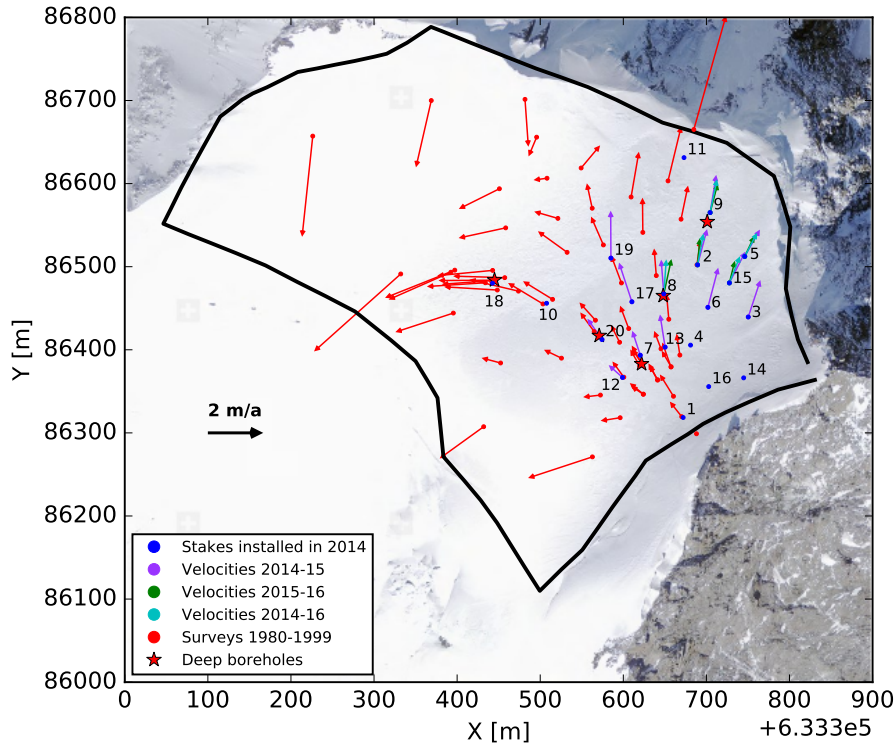 86800
86700
86600
86500
86400
86300
86200
86100
86000
Y [m]
11
9
19
2
5
15
8
17
6
3
18
10
20
7
13
4
12
16
14
1
2 m/a
Stakes installed in 2014
Velocities 2014-15
Velocities 2015-16
Velocities 2014-16
Surveys 1980-1999
Deep boreholes
0 100 200 300 400 500 600 700 800 900
X [m]
+6.333e5